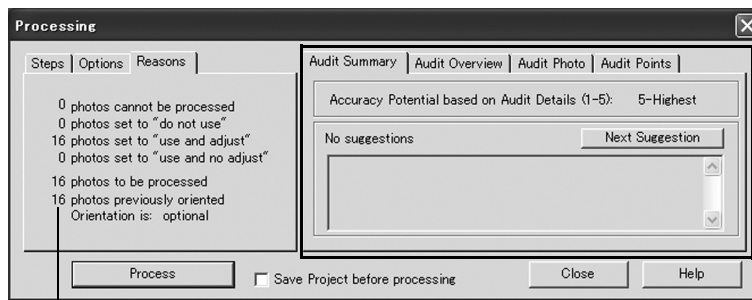 Processing
Steps Options Reasons
0 photos cannot be processed
0 photos set to "do not use"
16 photos set to "use and adjust"
0 photos set to "use and no adjust"
16 photos to be processed
16 photos previously oriented
Orientation is: optional
Audit Summary Audit Overview Audit Photo Audit Points
Accuracy Potential based on Audit Details (1-5): 5-Highest
No suggestions
Next Suggestion
Process
Save Project before processing
Close
Help